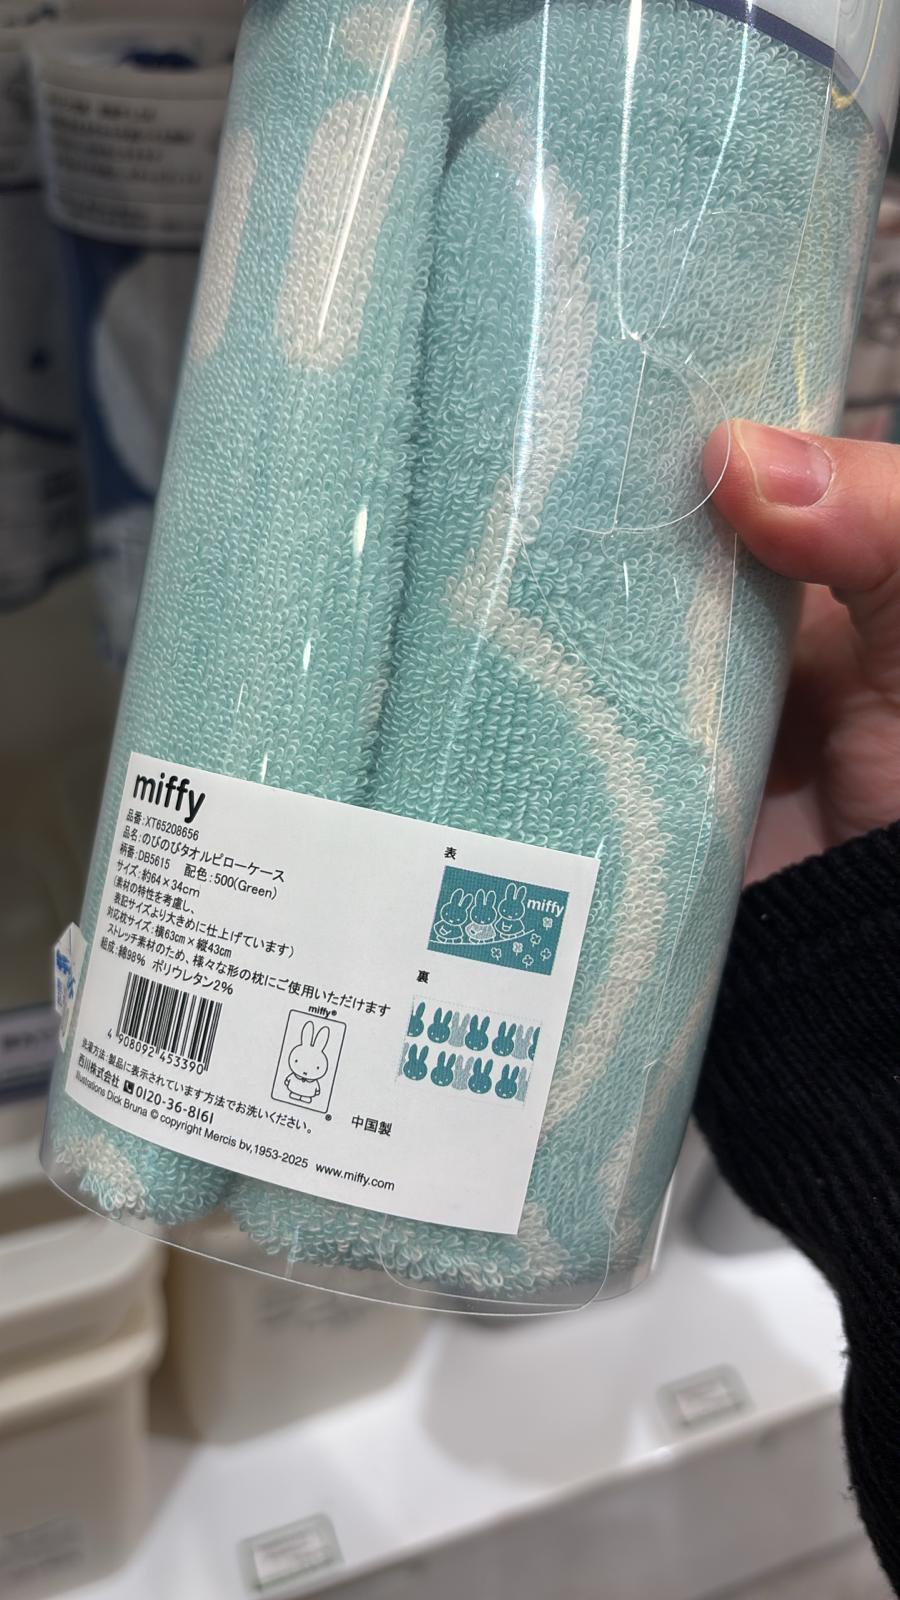 miffy
品番:XT65208656
品名:のびのびタオルピローケース
柄番:DB5615 配色:500(Green)
サイズ:約64×34cm
(素材の特性を考慮し、
表記サイズより大きめに仕上げています)
対応枕サイズ:横63cm×縦43cm
ストレッチ素材のため、様々な形の枕にご使用いただけます
組成:綿98% ポリウレタン2%
4 908092 453390
miffy®
®
洗濯方法:製品に表示されています方法でお洗いください。
西川株式会社 0120-36-8161
中国製
Illustrations Dick Bruna © copyright Mercis bv,1953-2025 www.miffy.com
表
miffy
裏